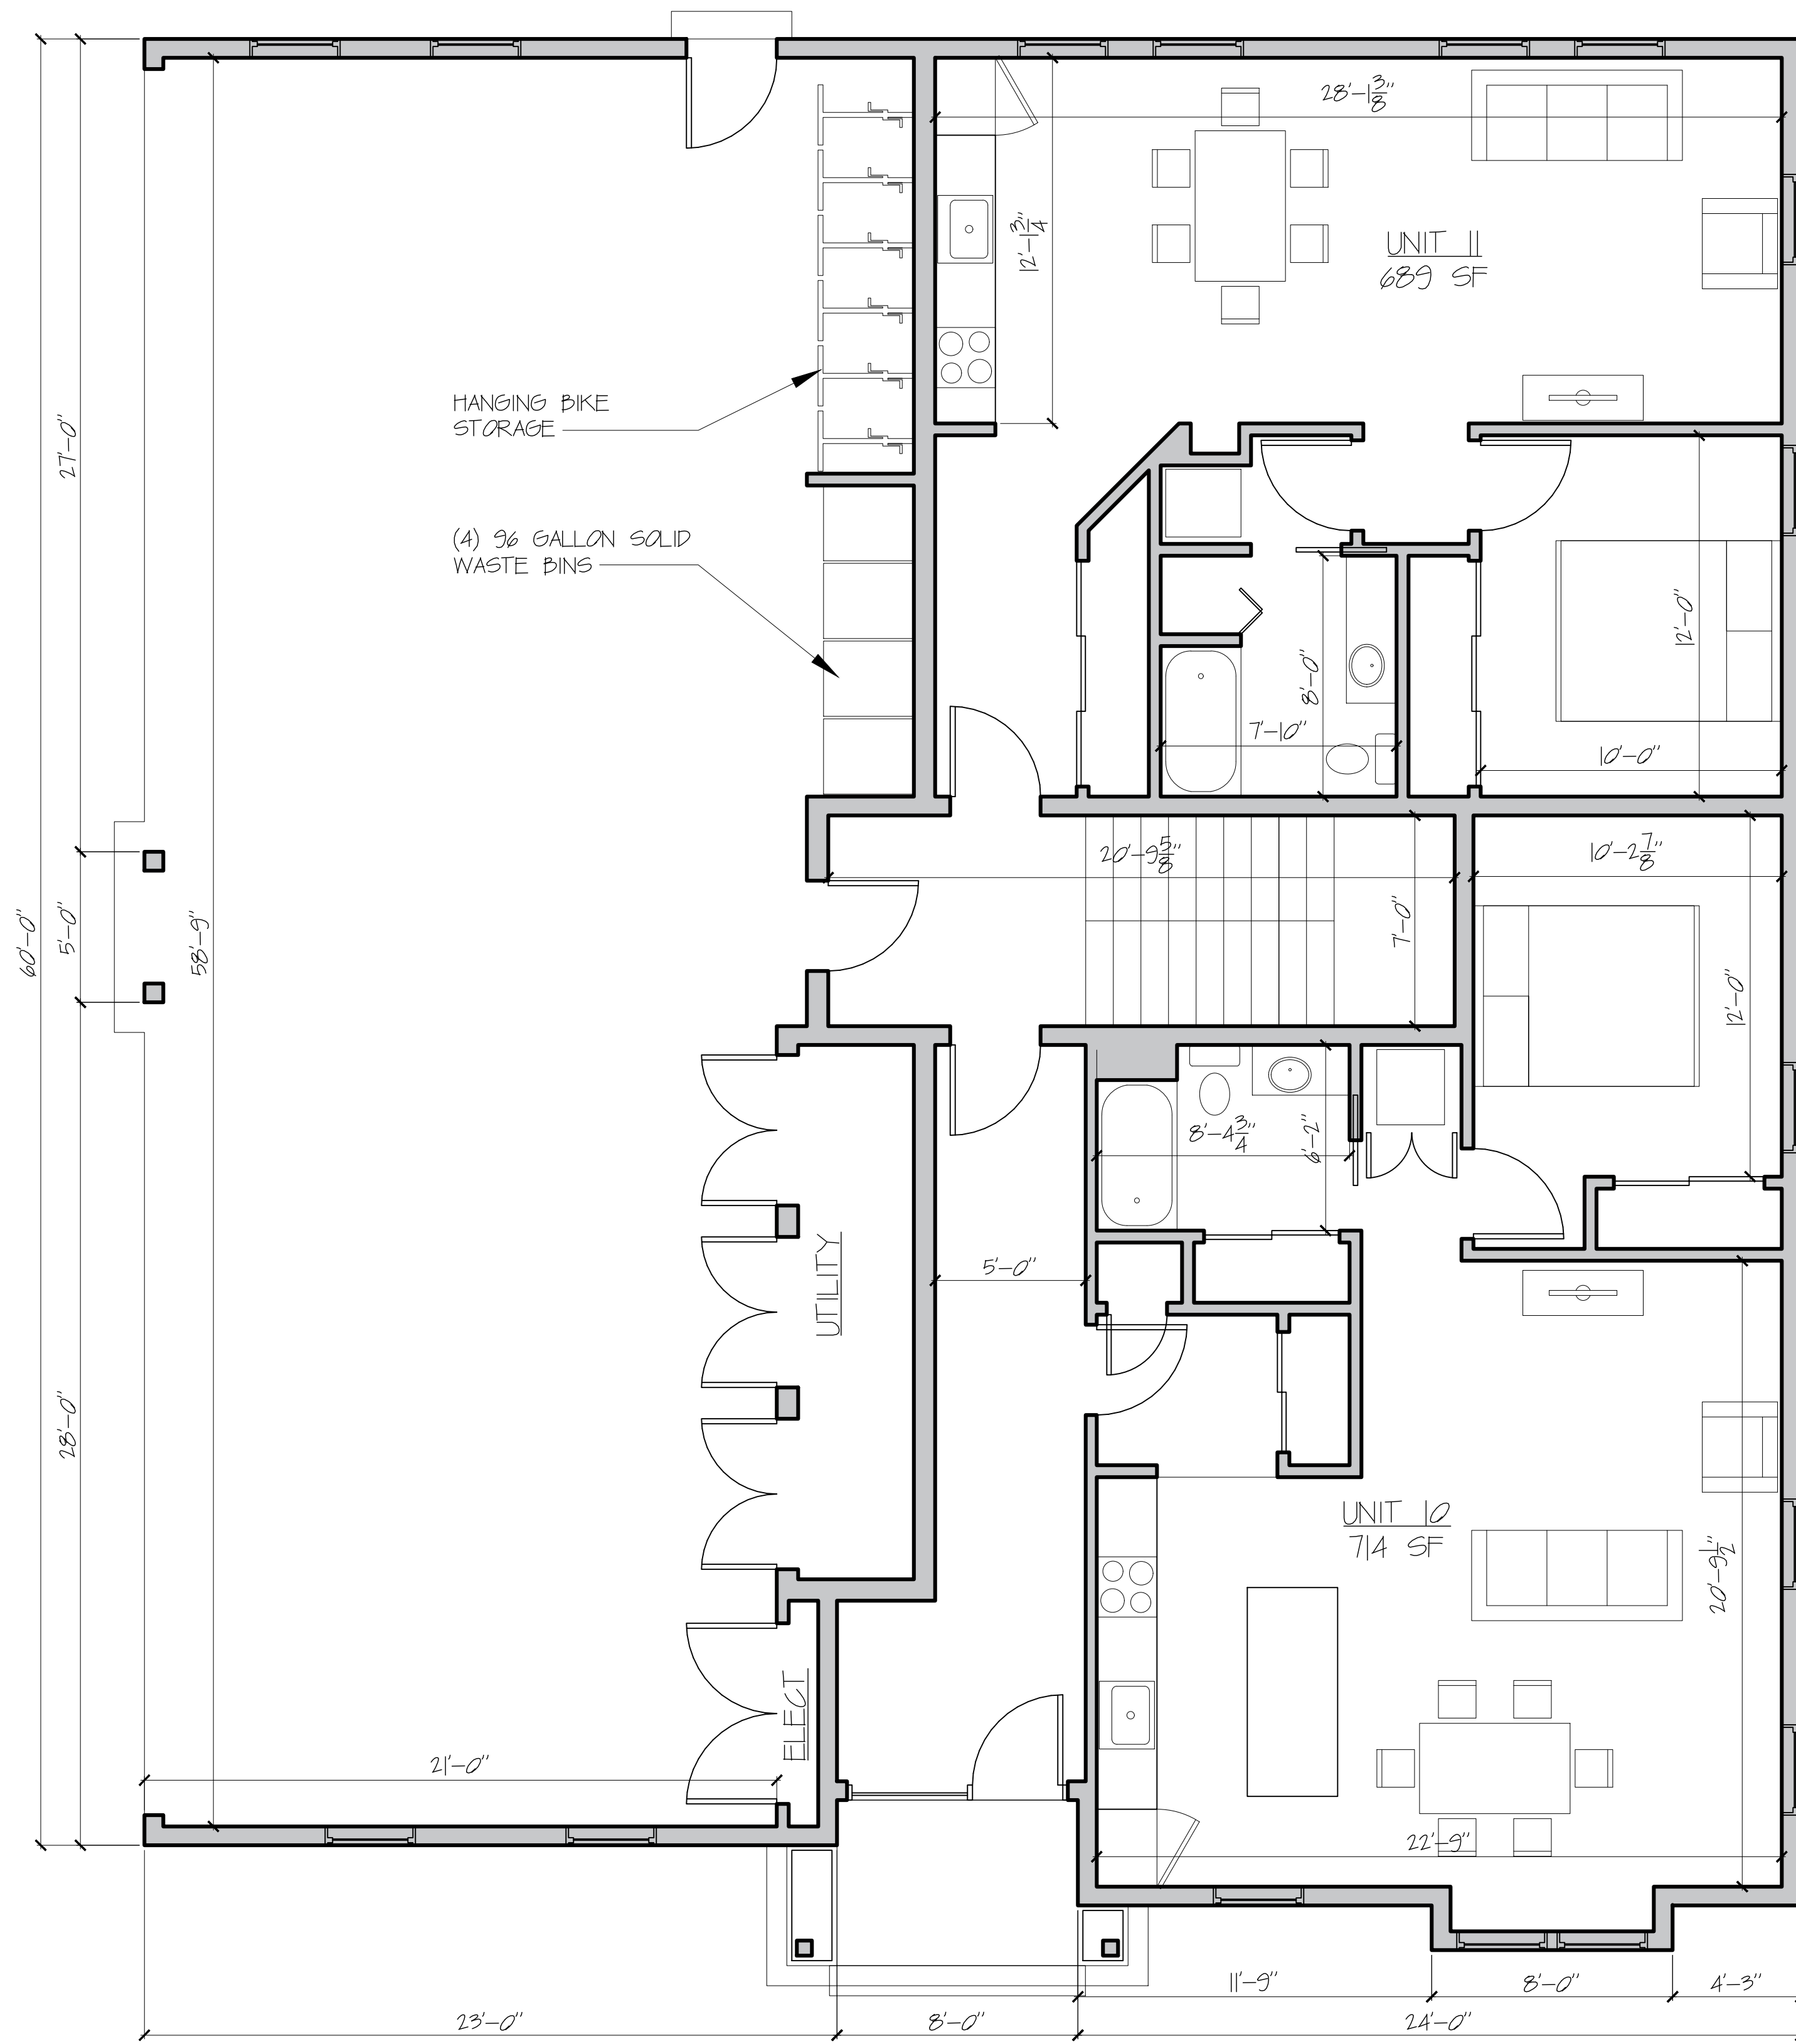 28'-1 3/8"
12'-1 3/4"
UNIT 11
689 SF
HANGING BIKE
STORAGE
27'-0"
(4) 96 GALLON SOLID
WASTE BINS
12'-0"
8'-0"
7'-10"
10'-0"
20'-9 5/8"
10'-2 7/8"
60'-0"
5'-0"
58'-9"
7'-0"
12'-0"
8'-4 3/4"
6'-2"
UTILITY
5'-0"
28'-0"
UNIT 10
714 SF
20'-9 1/2"
ELECT
21'-0"
22'-9"
11'-9"
8'-0"
4'-3"
23'-0"
8'-0"
24'-0"